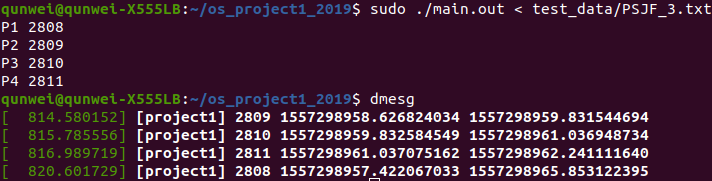 qunwei@qunwei-X555LB:~/os_project1_2019$ sudo ./main.out < test_data/PSJF_3.txt
P1 2808
P2 2809
P3 2810
P4 2811
qunwei@qunwei-X555LB:~/os_project1_2019$ dmesg
[  814.580152] [project1] 2809 1557298958.626824034 1557298959.831544694
[  815.785556] [project1] 2810 1557298959.832584549 1557298961.036948734
[  816.989719] [project1] 2811 1557298961.037075162 1557298962.241111640
[  820.601729] [project1] 2808 1557298957.422067033 1557298965.853122395